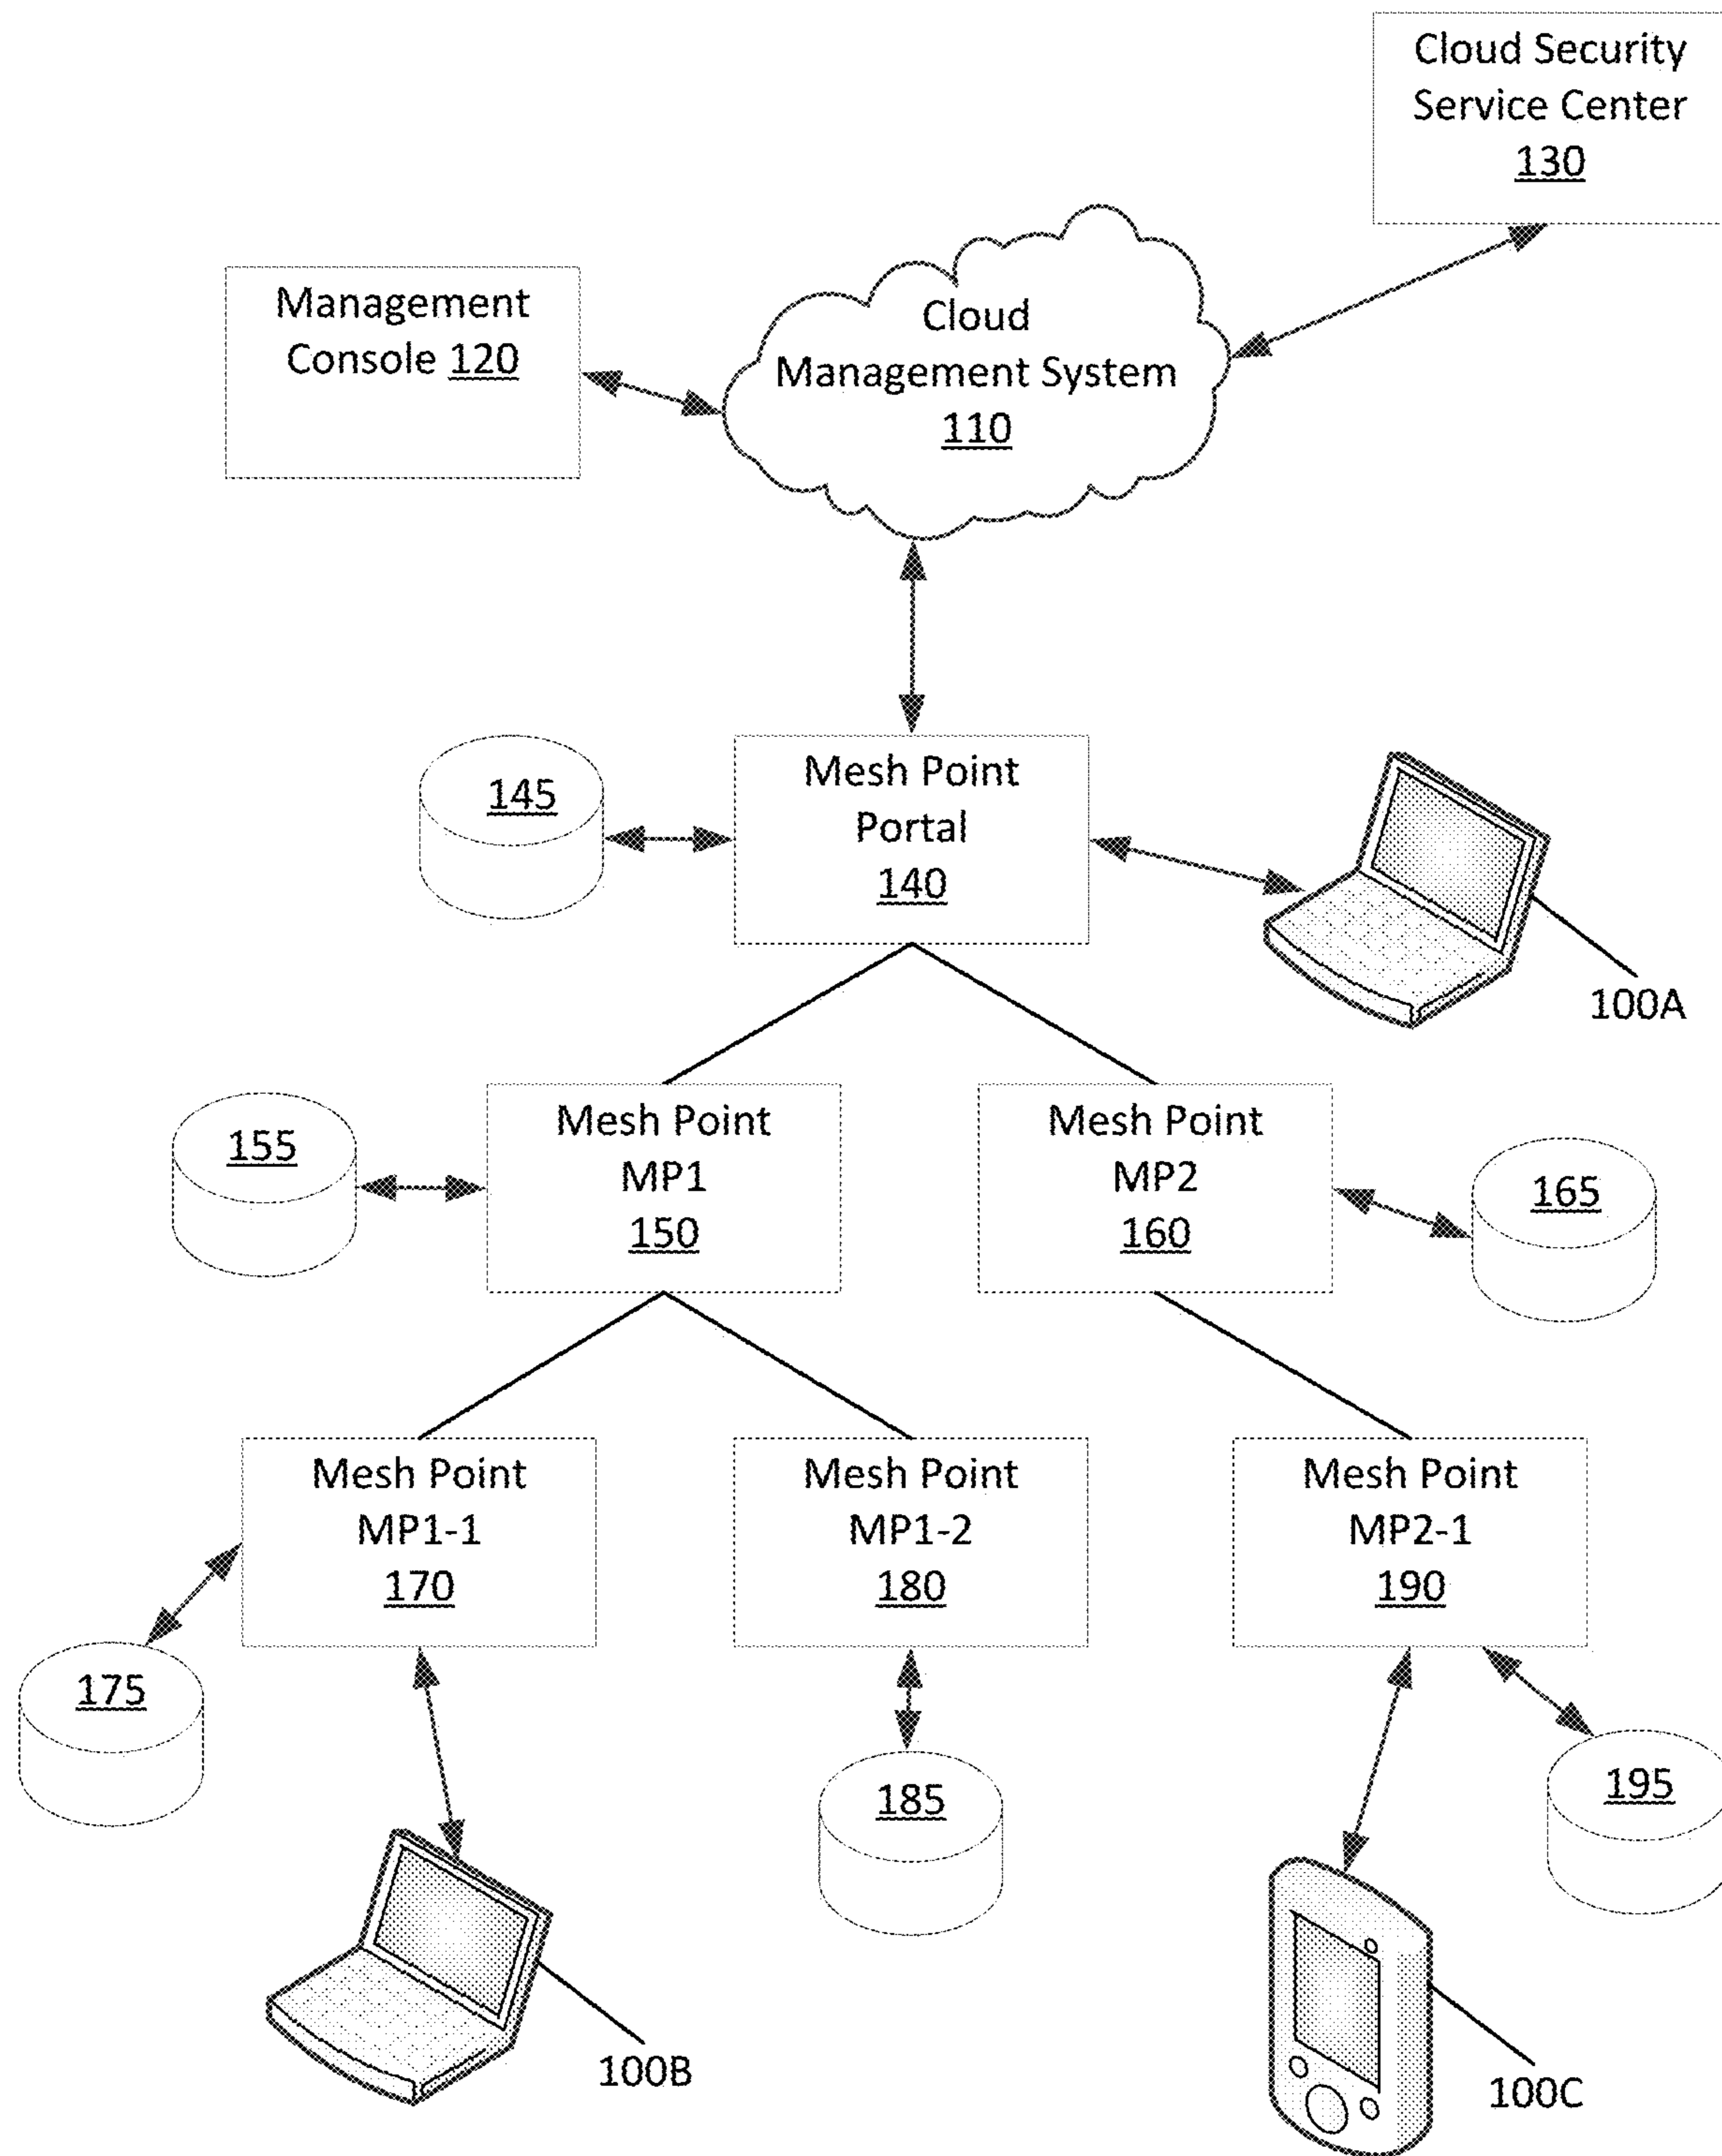 Cloud Security
Service Center
130
Management
Console 120
Cloud
Management System
110
145
Mesh Point
Portal
140
100A
155
Mesh Point
MP1
150
Mesh Point
MP2
160
165
Mesh Point
MP1-1
170
Mesh Point
MP1-2
180
Mesh Point
MP2-1
190
175
185
195
100B
100C